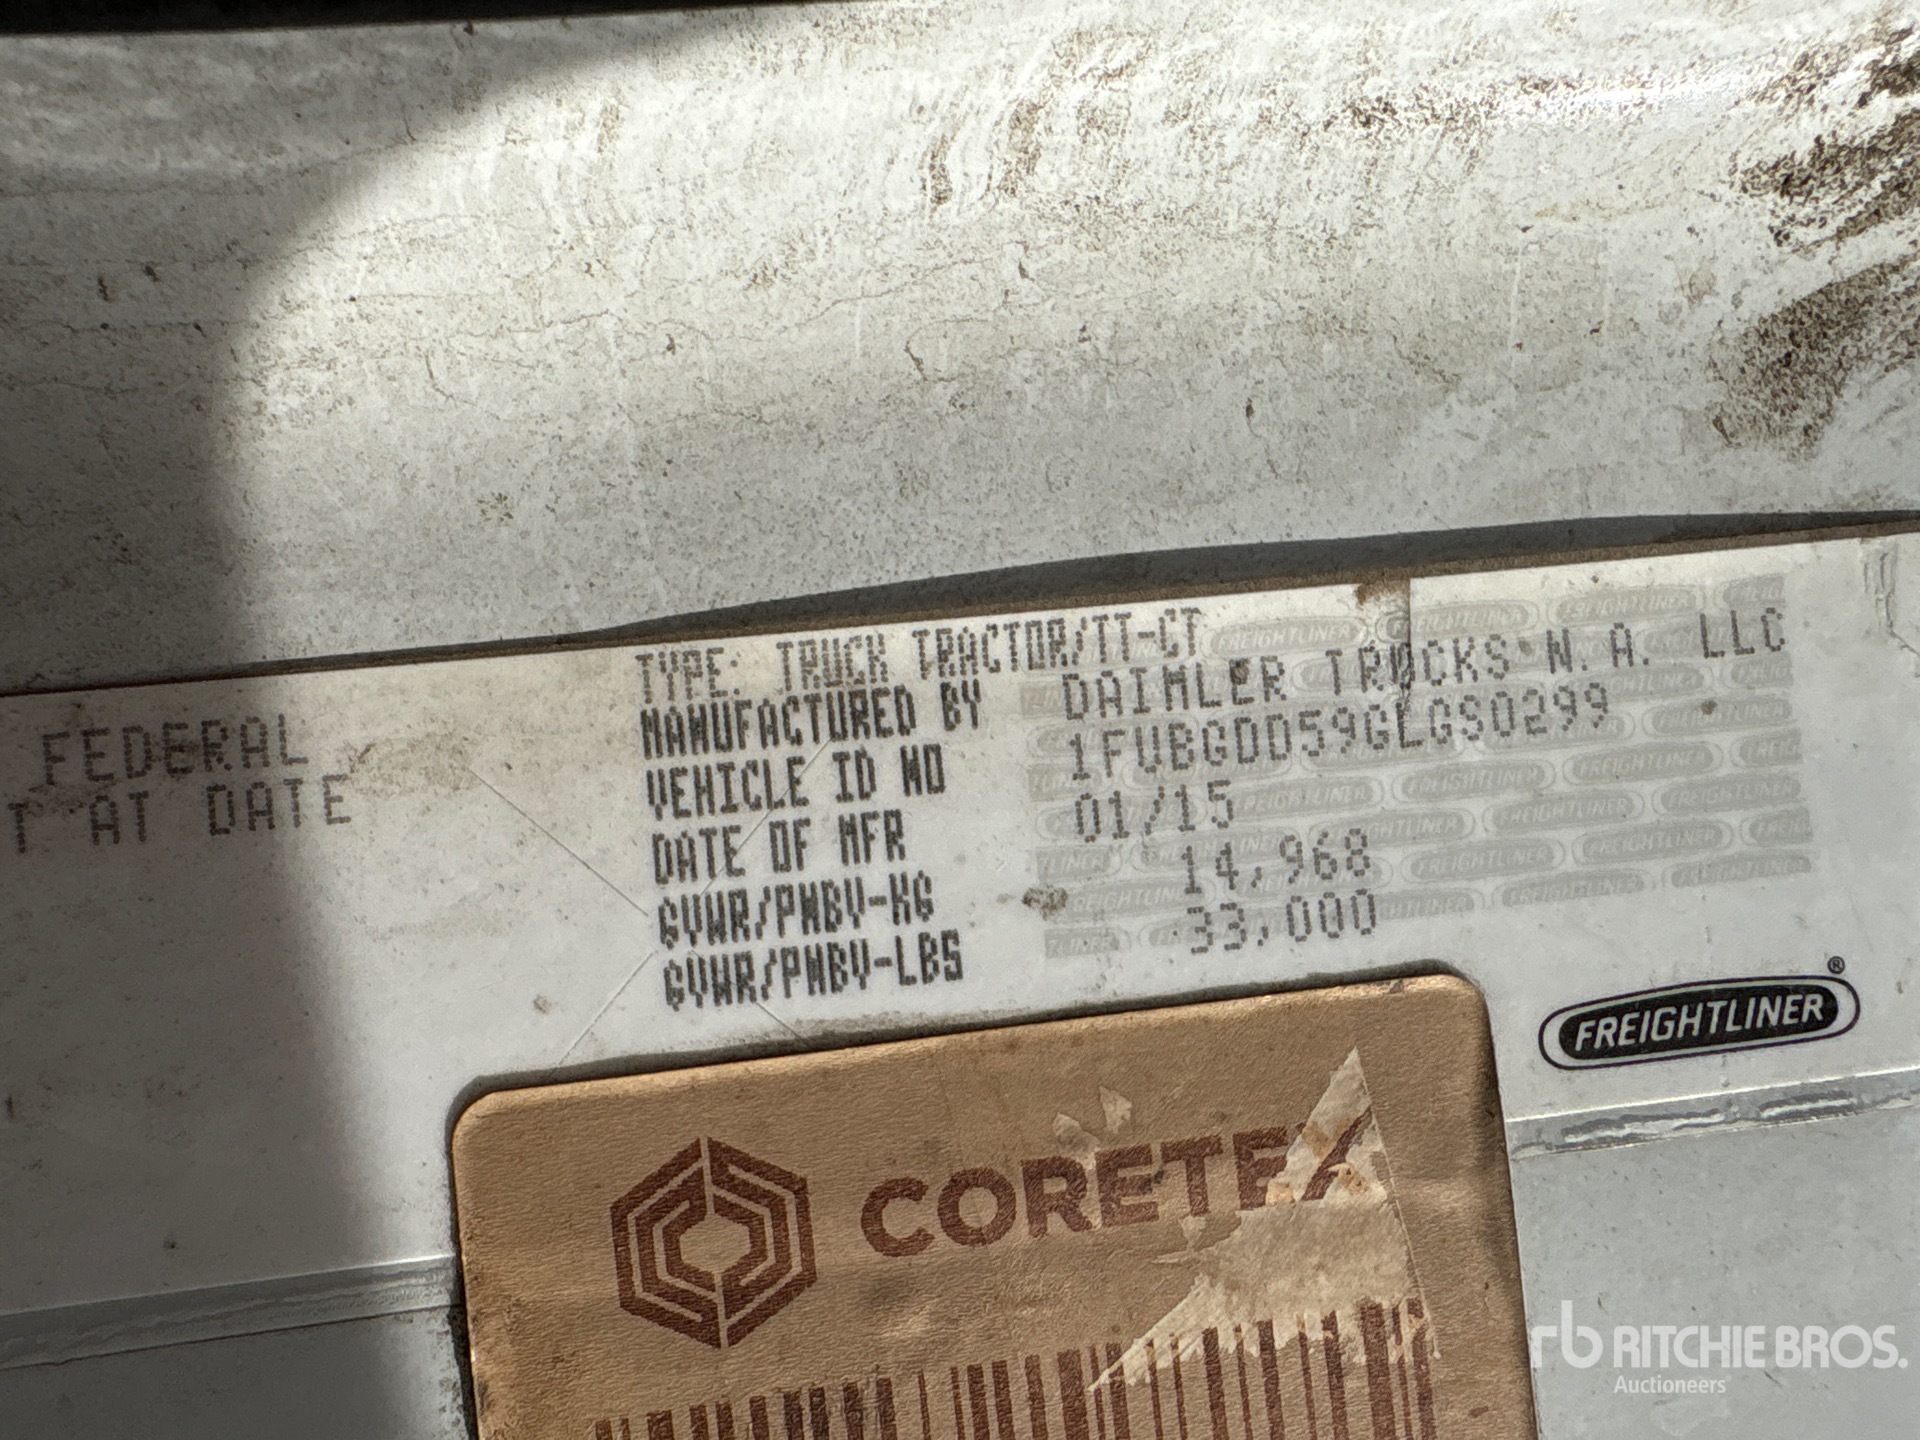 TYPE: TRUCK TRACTOR/TT-CT
MANUFACTURED BY DAIMLER TRUCKS N.A. LLC
VEHICLE ID NO 1FUBGDD59GLGS0299
DATE OF MFR 01/15
GVWR/PNBV-KG 14,968
GVWR/PNBV-LBS 33,000
FEDERAL
T AT DATE
FREIGHTLINER®
CORETEX
rb RITCHIE BROS.
Auctioneers